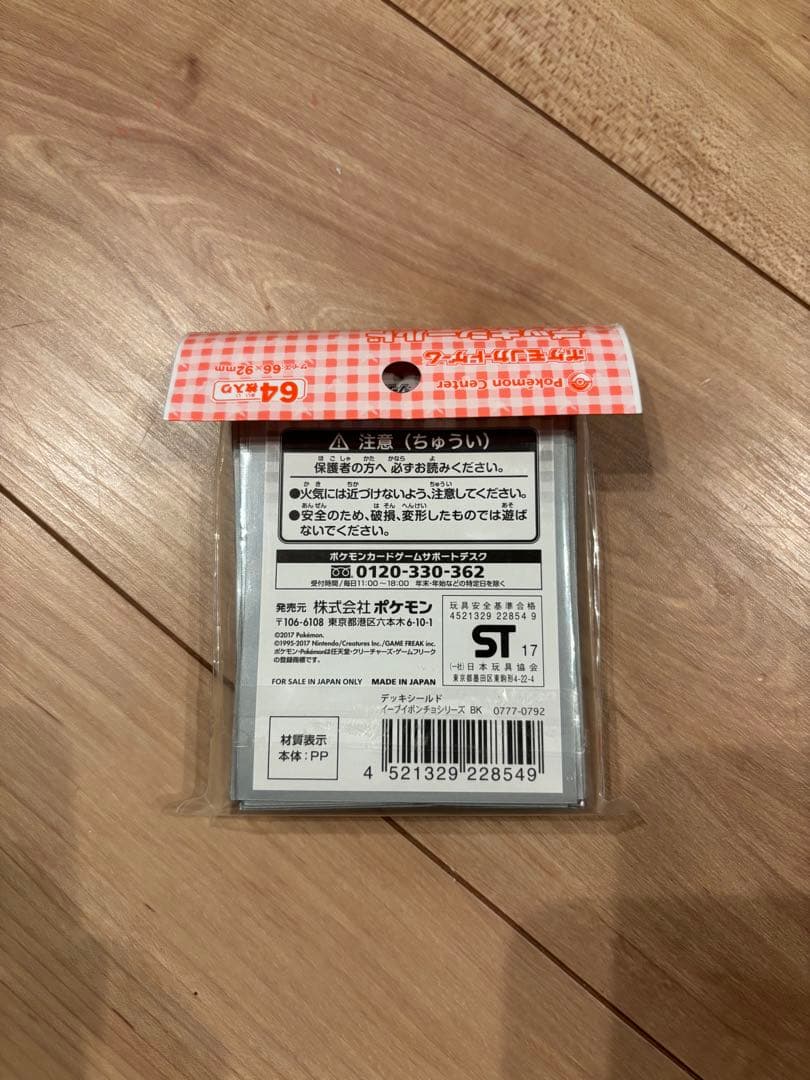 Pokémon Center
ポケモンカードゲーム
デッキシールド
64枚入り
サイズ:66×92mm
注意(ちゅうい)
保護者の方へ 必ずお読みください。
●火気には近づけないよう、注意してください。
●安全のため、破損、変形したものでは遊ば
ないでください。
ポケモンカードゲームサポートデスク
0120-330-362
受付時間/毎日11:00~18:00 年末・年始などの特定日を除く
発売元 株式会社ポケモン
〒106-6108 東京都港区六本木6-10-1
©2017 Pokémon.
©1995-2017 Nintendo/Creatures Inc./GAME FREAK inc.
ポケモン・Pokémonは任天堂・クリーチャーズ・ゲームフリーク
の登録商標です。
FOR SALE IN JAPAN ONLY MADE IN JAPAN
玩具安全基準合格
4521329 22854 9
ST 17
(一社)日本玩具協会
東京都墨田区東駒形4-22-4
デッキシールド
イーブイポンチョシリーズ BK 0777-0792
材質表示
本体:PP
4 521329 228549